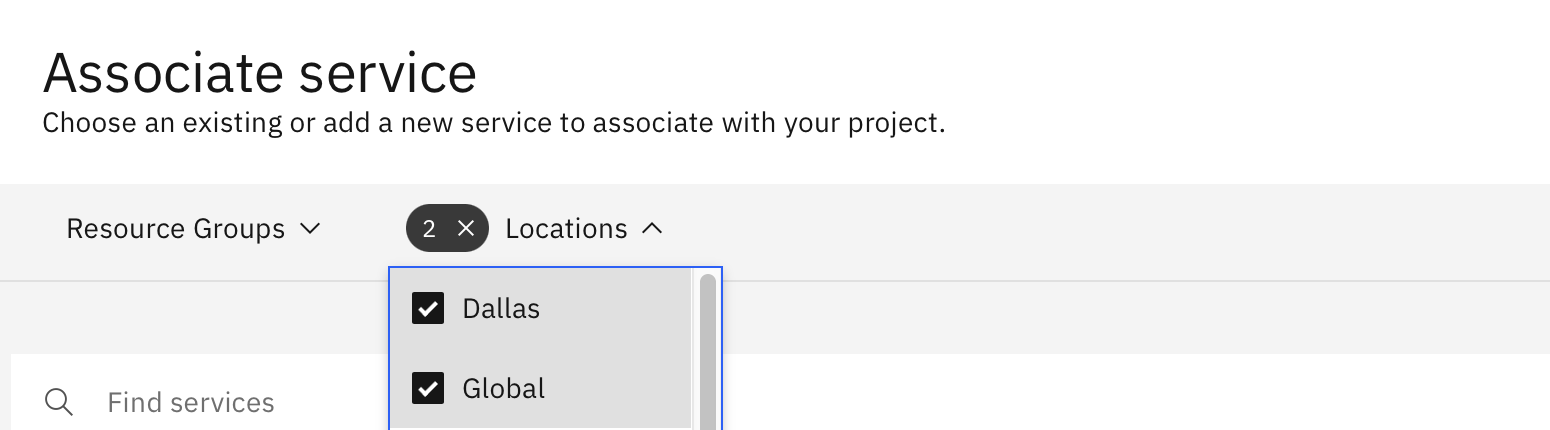 Associate service
Choose an existing or add a new service to associate with your project.
Resource Groups
2 Locations
Dallas
Global
Find services